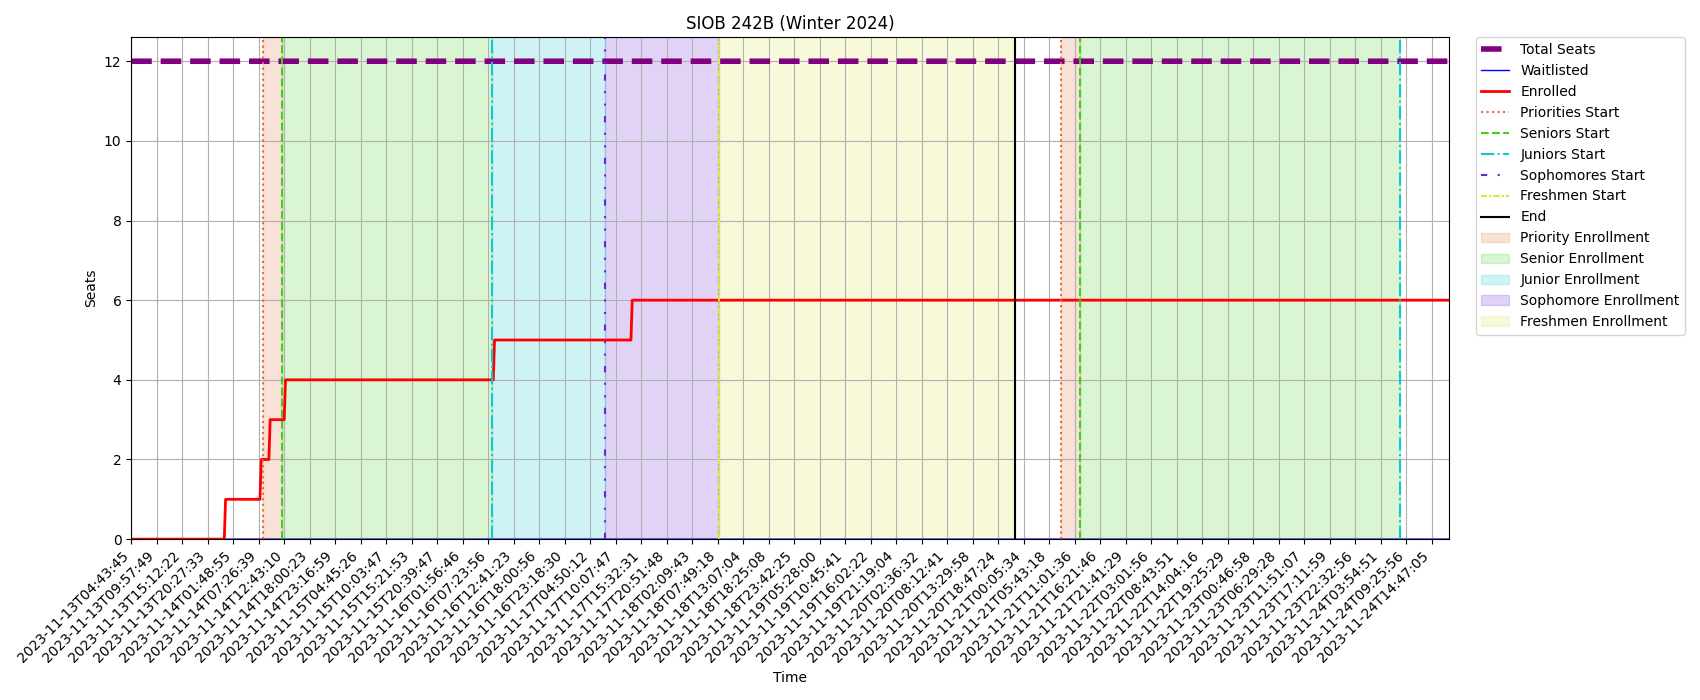 SIOB 242B (Winter 2024)
12
10
8
6
4
2
0
Seats
2023-11-13T04:43:45
2023-11-13T09:57:49
2023-11-13T15:12:22
2023-11-13T20:27:33
2023-11-14T01:48:55
2023-11-14T07:26:39
2023-11-14T12:43:10
2023-11-14T18:00:23
2023-11-14T23:16:59
2023-11-15T04:45:26
2023-11-15T10:03:47
2023-11-15T15:21:53
2023-11-15T20:39:47
2023-11-16T01:56:46
2023-11-16T07:23:56
2023-11-16T12:41:23
2023-11-16T18:00:56
2023-11-16T23:18:30
2023-11-17T04:50:12
2023-11-17T10:07:47
2023-11-17T15:32:31
2023-11-17T20:51:48
2023-11-18T02:09:43
2023-11-18T07:49:18
2023-11-18T13:07:04
2023-11-18T18:25:08
2023-11-18T23:42:25
2023-11-19T05:28:00
2023-11-19T10:45:41
2023-11-19T16:02:22
2023-11-19T21:19:04
2023-11-20T02:36:32
2023-11-20T08:12:41
2023-11-20T13:29:58
2023-11-20T18:47:24
2023-11-21T00:05:34
2023-11-21T05:43:18
2023-11-21T11:01:36
2023-11-21T16:21:46
2023-11-21T21:41:29
2023-11-22T03:01:56
2023-11-22T08:43:51
2023-11-22T14:04:16
2023-11-22T19:25:29
2023-11-23T00:46:58
2023-11-23T06:29:28
2023-11-23T11:51:07
2023-11-23T17:11:59
2023-11-23T22:32:56
2023-11-24T03:54:51
2023-11-24T09:25:56
2023-11-24T14:47:05
Time
Total Seats
Waitlisted
Enrolled
Priorities Start
Seniors Start
Juniors Start
Sophomores Start
Freshmen Start
End
Priority Enrollment
Senior Enrollment
Junior Enrollment
Sophomore Enrollment
Freshmen Enrollment